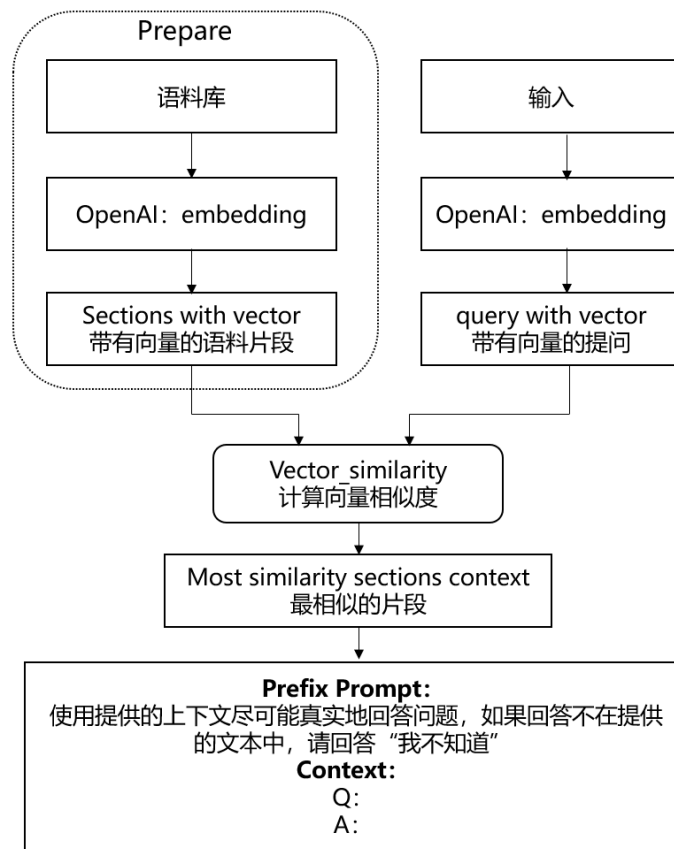 Prepare
语料库
输入
OpenAI：embedding
OpenAI：embedding
Sections with vector
带有向量的语料片段
query with vector
带有向量的提问
Vector_similarity
计算向量相似度
Most similarity sections context
最相似的片段
Prefix Prompt：
使用提供的上下文尽可能真实地回答问题，如果回答不在提供
的文本中，请回答“我不知道”
Context：
Q：
A：